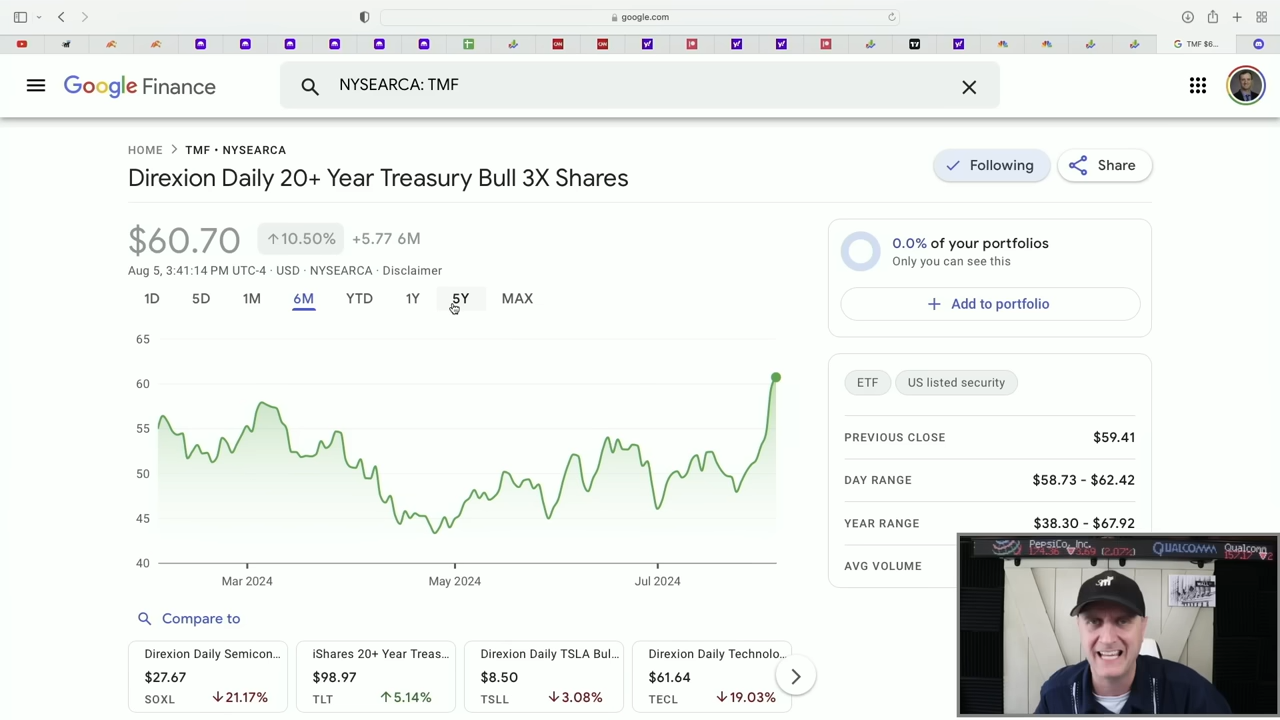 google.com
TMF $6...
Google Finance
NYSEARCA: TMF
HOME > TMF • NYSEARCA
Direxion Daily 20+ Year Treasury Bull 3X Shares
Following
Share
$60.70
↑10.50%
+5.77 6M
Aug 5, 3:41:14 PM UTC-4 · USD · NYSEARCA · Disclaimer
1D
5D
1M
6M
YTD
1Y
5Y
MAX
65
60
55
50
45
40
Mar 2024
May 2024
Jul 2024
Compare to
Direxion Daily Semicon...
$27.67
SOXL
↓21.17%
iShares 20+ Year Treas...
$98.97
TLT
↑5.14%
Direxion Daily TSLA Bul...
$8.50
TSLL
↓3.08%
Direxion Daily Technolo...
$61.64
TECL
↓19.03%
0.0% of your portfolios
Only you can see this
+ Add to portfolio
ETF
US listed security
PREVIOUS CLOSE
$59.41
DAY RANGE
$58.73 - $62.42
YEAR RANGE
$38.30 - $67.92
AVG VOLUME
PepsiCo, Inc.
QUALCOMM
Qualcomm